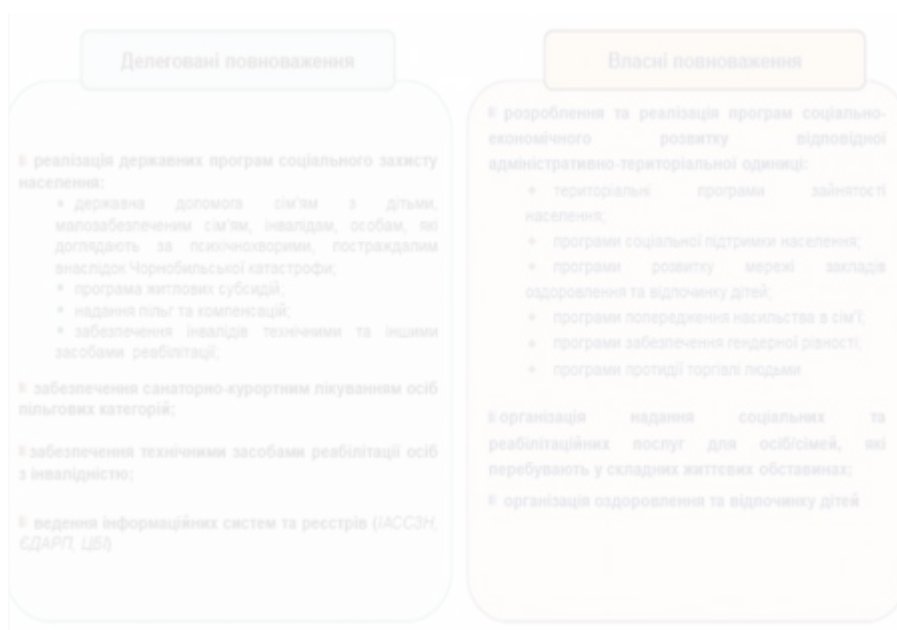 Делеговані повноваження
реалізація державних програм соціального захисту
населення:
державна допомога сім'ям з дітьми,
малозабезпеченим сім'ям, інвалідам, особам, які
доглядають за психічнохворими, постраждалим
внаслідок Чорнобильської катастрофи;
програма житлових субсидій;
надання пільг та компенсацій;
забезпечення інвалідів технічними та іншими
засобами реабілітації;
забезпечення санаторно-курортним лікуванням осіб
пільгових категорій;
забезпечення технічними засобами реабілітації осіб
з інвалідністю;
ведення інформаційних систем та реєстрів (ІАССЗН,
ЄДАРП, ЦБІ)
Власні повноваження
розроблення та реалізація програм соціально-
економічного розвитку відповідної
адміністративно-територіальної одиниці:
територіальні програми зайнятості
населення;
програми соціальної підтримки населення;
програми розвитку мережі закладів
оздоровлення та відпочинку дітей;
програми попередження насильства в сім'ї;
програми забезпечення гендерної рівності;
програми протидії торгівлі людьми
організація надання соціальних та
реабілітаційних послуг для осіб/сімей, які
перебувають у складних життєвих обставинах;
організація оздоровлення та відпочинку дітей